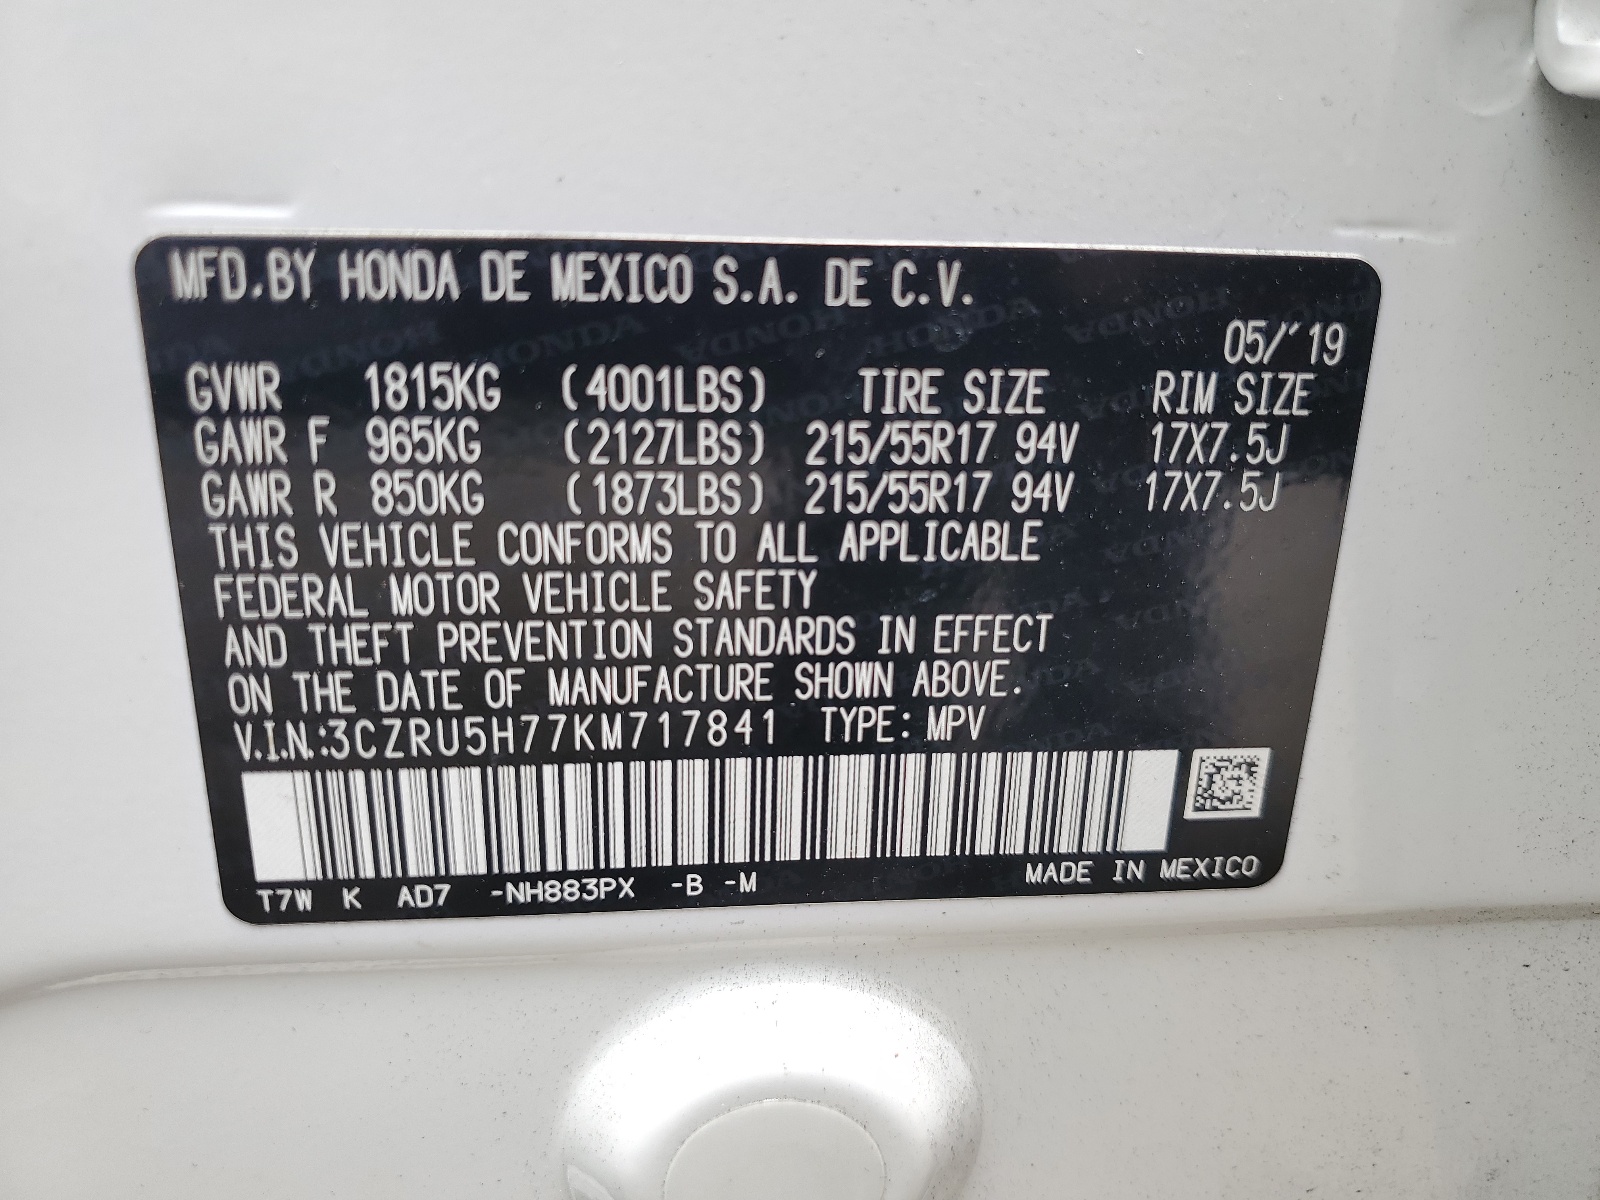 MFD.BY HONDA DE MEXICO S.A. DE C.V.
05/'19
GVWR 1815KG (4001LBS) TIRE SIZE RIM SIZE
GAWR F 965KG (2127LBS) 215/55R17 94V 17X7.5J
GAWR R 850KG (1873LBS) 215/55R17 94V 17X7.5J
THIS VEHICLE CONFORMS TO ALL APPLICABLE
FEDERAL MOTOR VEHICLE SAFETY
AND THEFT PREVENTION STANDARDS IN EFFECT
ON THE DATE OF MANUFACTURE SHOWN ABOVE.
V.I.N.:3CZRU5H77KM717841 TYPE: MPV
T7W K AD7 -NH883PX -B -M MADE IN MEXICO